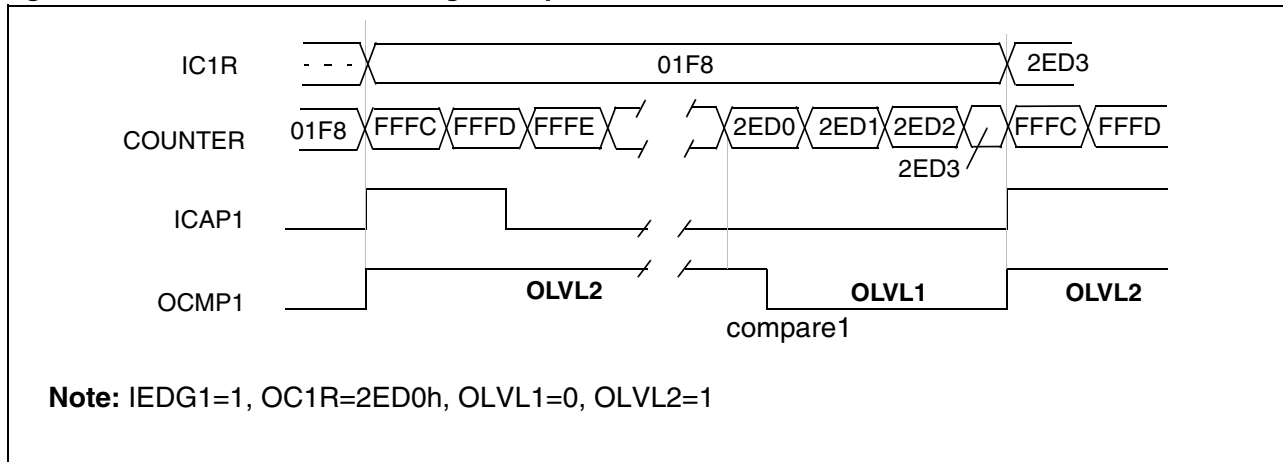 IC1R - - - 01F8 2ED3
COUNTER 01F8 FFFC FFFD FFFE 2ED0 2ED1 2ED2 FFFC FFFD
2ED3
ICAP1
OCMP1 OLVL2 OLVL1 OLVL2
compare1
Note: IEDG1=1, OC1R=2ED0h, OLVL1=0, OLVL2=1